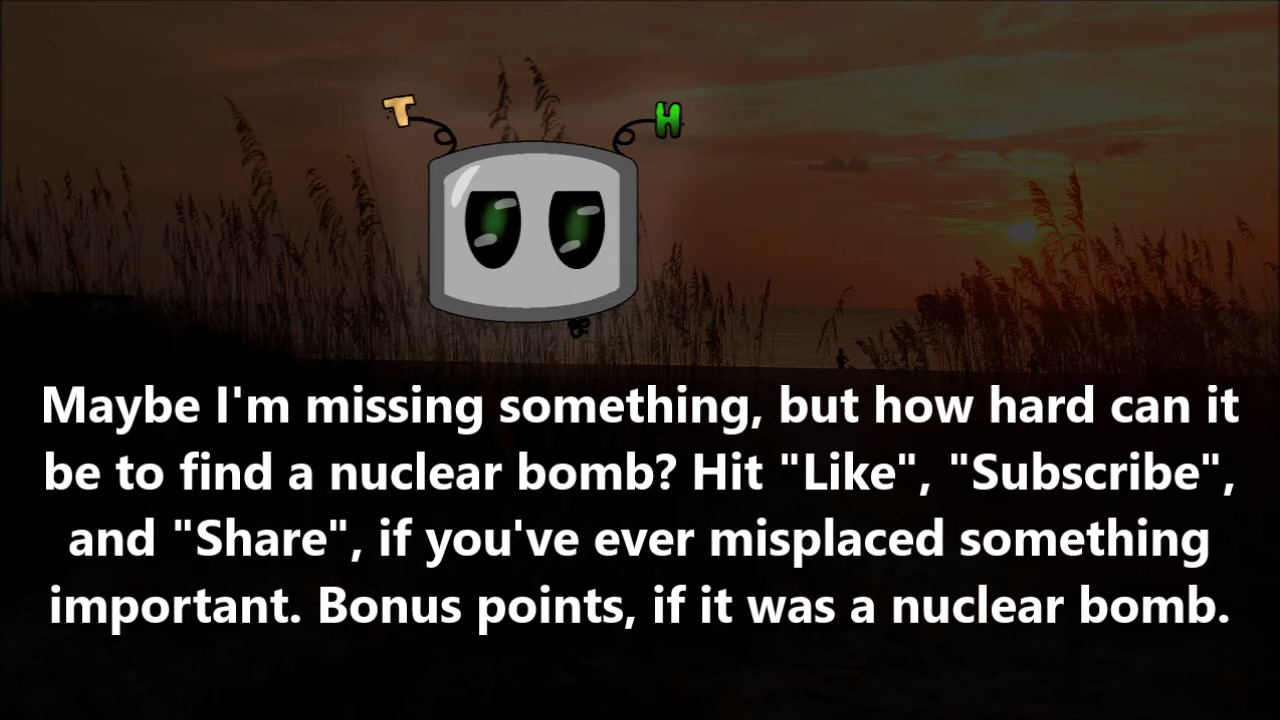 T H
Maybe I'm missing something, but how hard can it
be to find a nuclear bomb? Hit "Like", "Subscribe",
and "Share", if you've ever misplaced something
important. Bonus points, if it was a nuclear bomb.